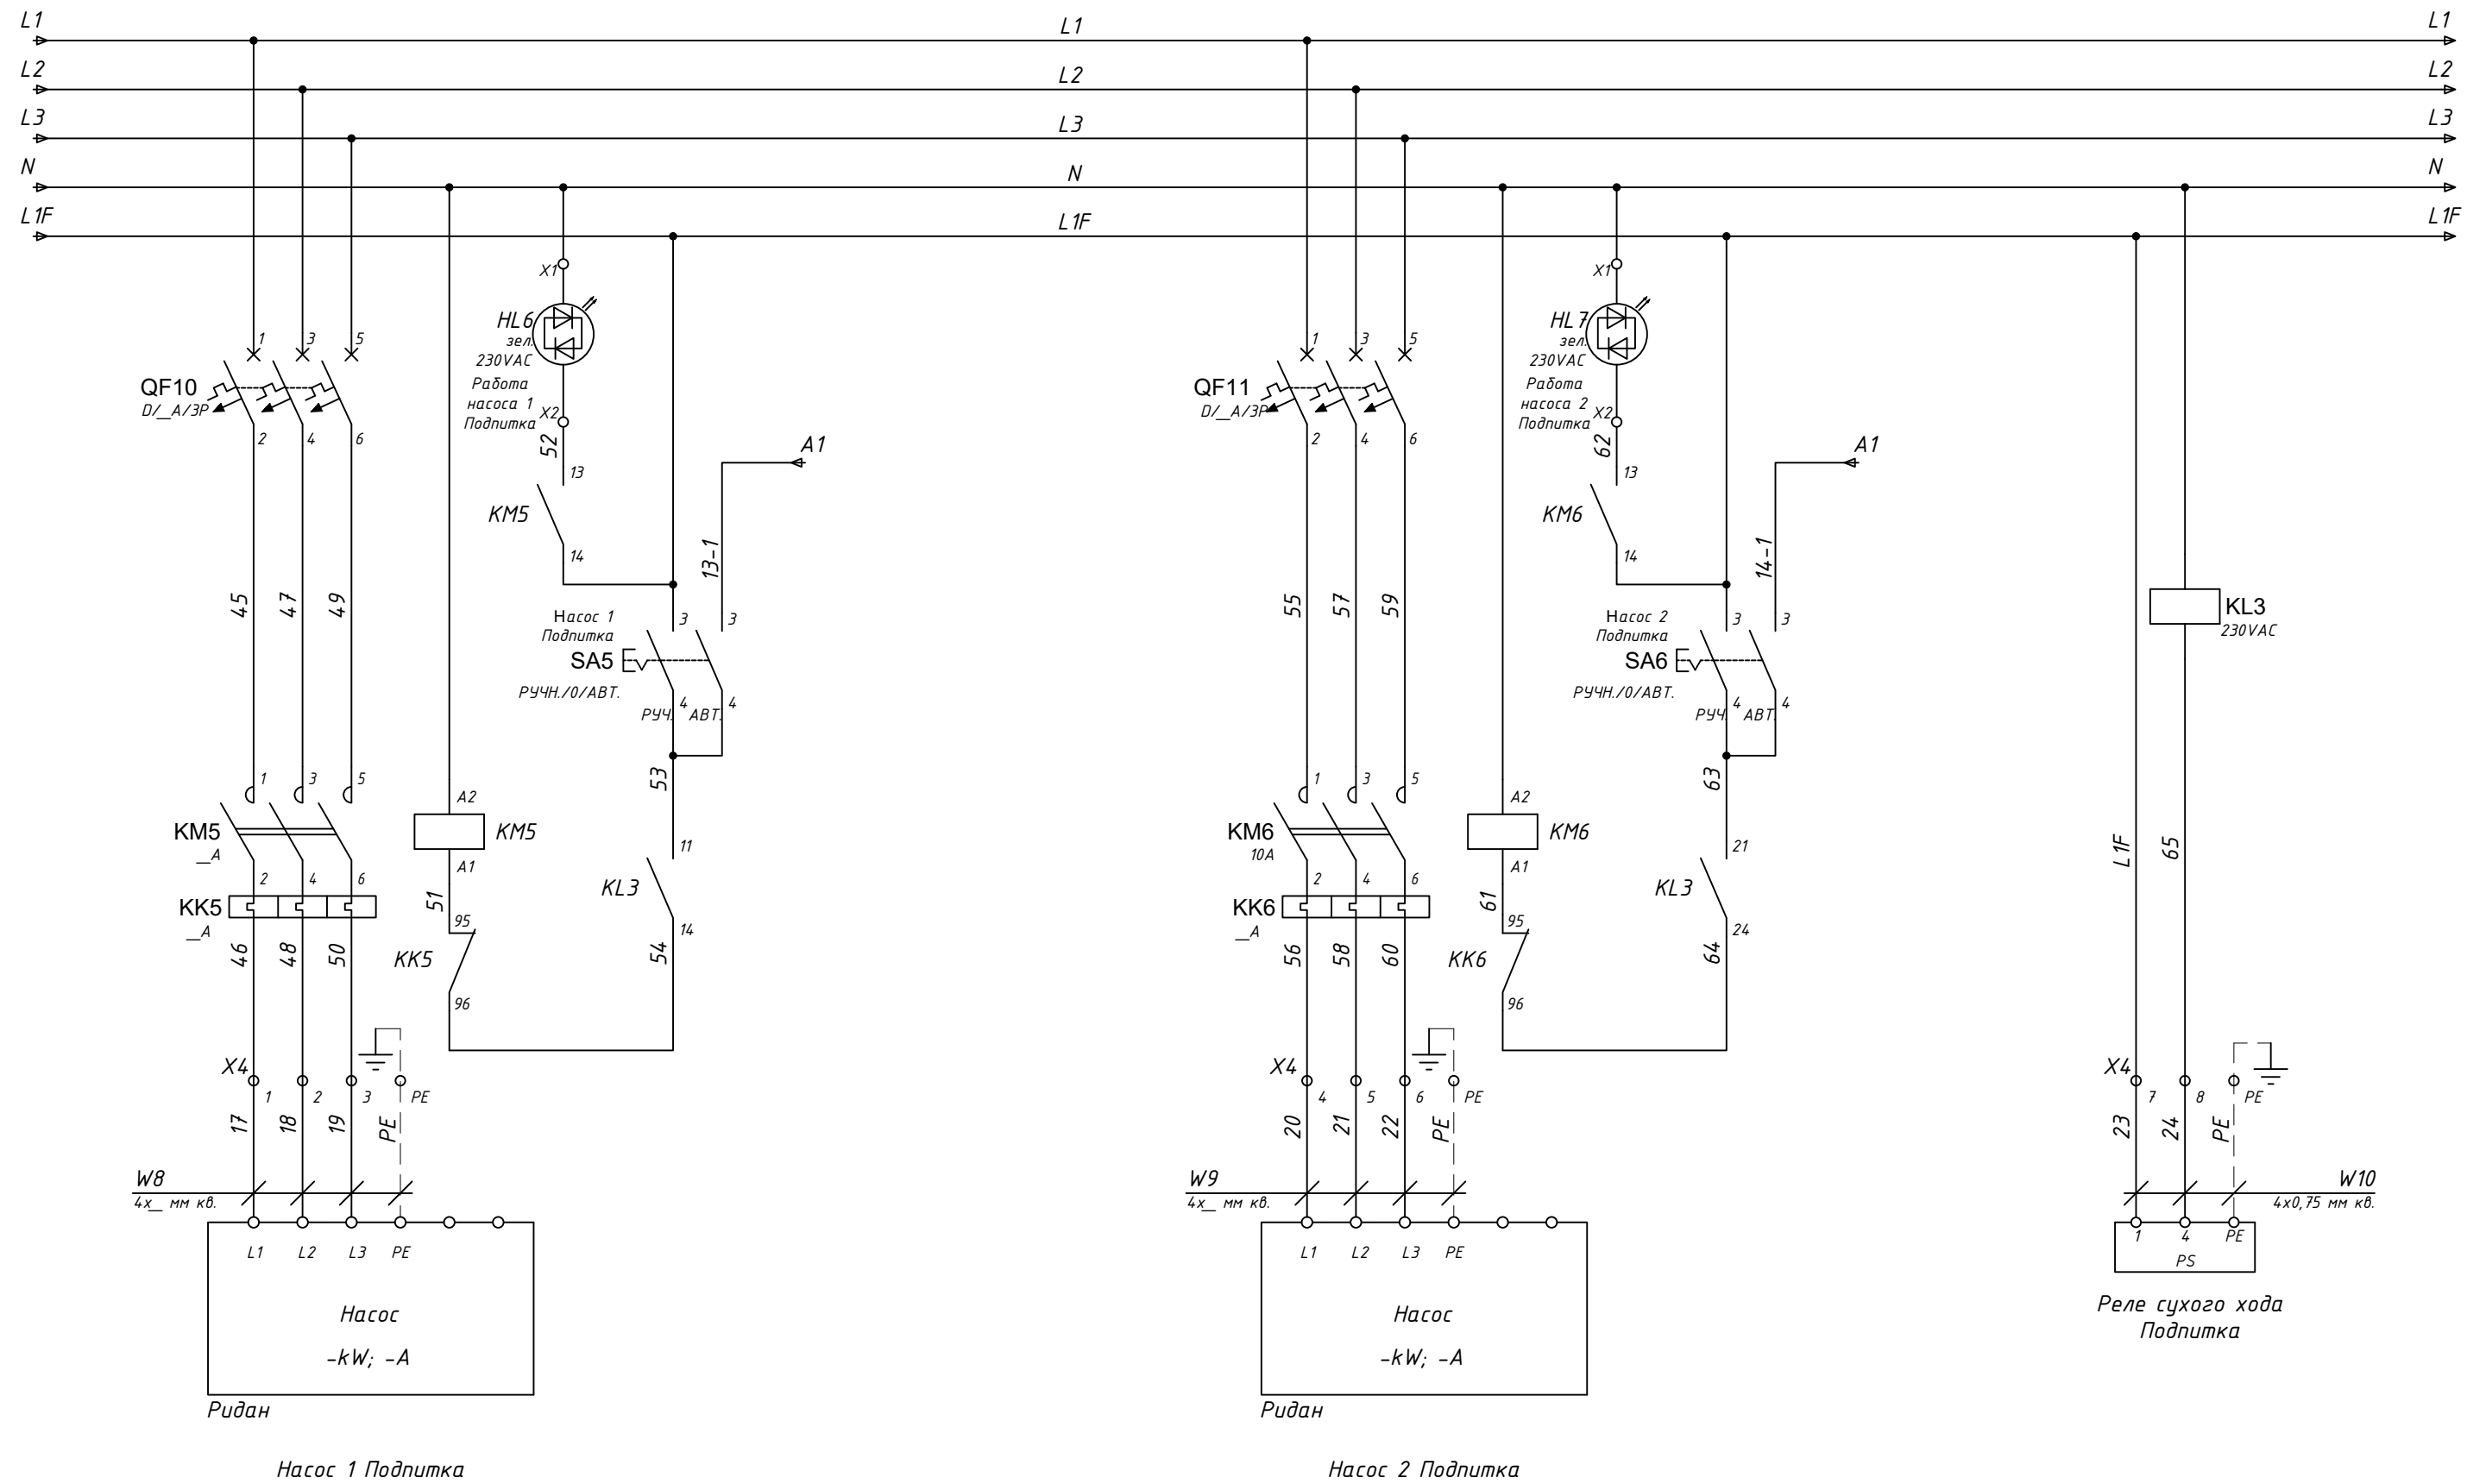 L1
L1
L1
L2
L2
L2
L3
L3
L3
N
N
N
L1F
L1F
L1F
X1
HL6
зел.
230VAC
Работа
насоса 1
Подпитка
X2
52
13
KM5
14
1
3
5
QF10
D/__A/3P
2
4
6
A1
13-1
45
47
49
Насос 1
Подпитка
SA5
РУЧН./0/АВТ.
3
3
4
4
РУЧ.
АВТ.
53
1
3
5
KM5
__A
2
4
6
KK5
__A
A2
KM5
A1
51
95
KK5
96
11
KL3
14
54
46
48
50
X4
1
2
3
PE
17
18
19
PE
W8
4x__ мм кв.
L1
L2
L3
PE
Насос
-kW; -A
Ридан
Насос 1 Подпитка
X1
HL7
зел.
230VAC
Работа
насоса 2
Подпитка
X2
62
13
KM6
14
1
3
5
QF11
D/__A/3P
2
4
6
A1
14-1
55
57
59
Насос 2
Подпитка
SA6
РУЧН./0/АВТ.
3
3
4
4
РУЧ.
АВТ.
63
1
3
5
KM6
10A
2
4
6
KK6
__A
A2
KM6
A1
61
95
KK6
96
21
KL3
24
64
56
58
60
X4
4
5
6
PE
20
21
22
PE
W9
4x__ мм кв.
L1
L2
L3
PE
Насос
-kW; -A
Ридан
Насос 2 Подпитка
KL3
230VAC
L1F
65
X4
7
8
PE
23
24
PE
W10
4x0,75 мм кв.
1
4
PE
PS
Реле сухого хода
Подпитка